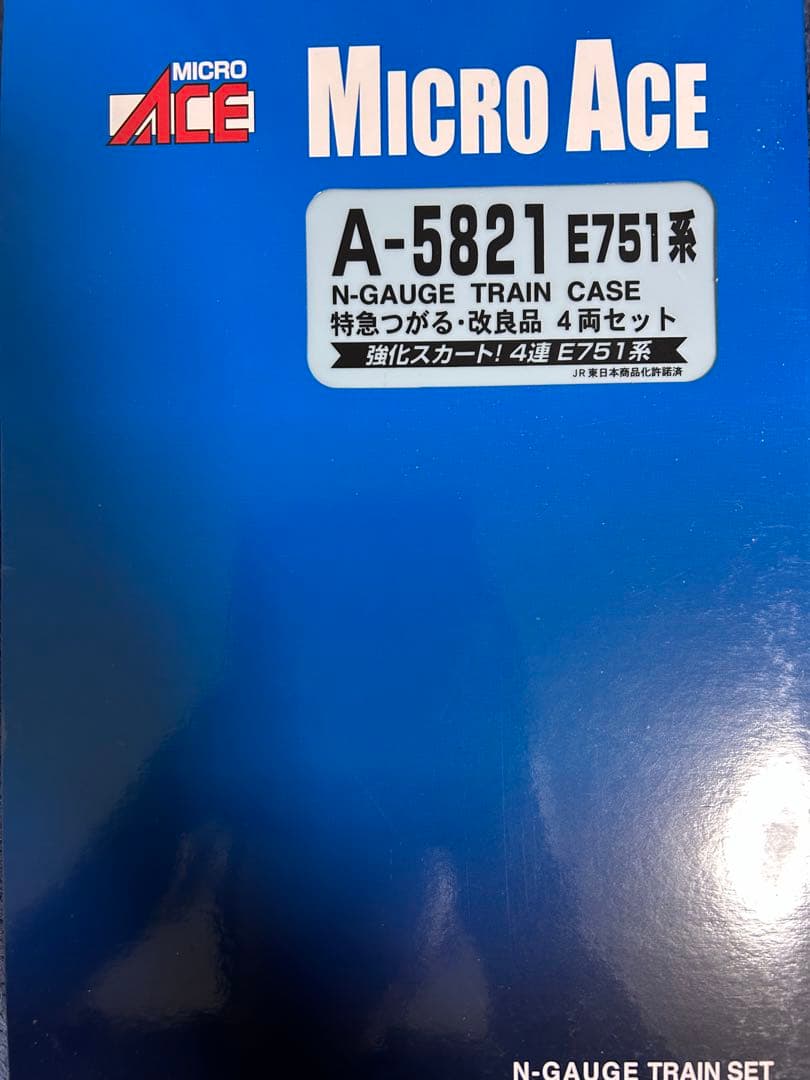 MICRO
ACE
MICRO ACE
A-5821 E751系
N-GAUGE TRAIN CASE
特急つがる・改良品 4両セット
強化スカート! 4連 E751系
JR東日本商品化許諾済
N-GAUGE TRAIN SET